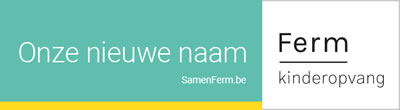 Onze nieuwe naam
SamenFerm.be
Ferm
kinderopvang